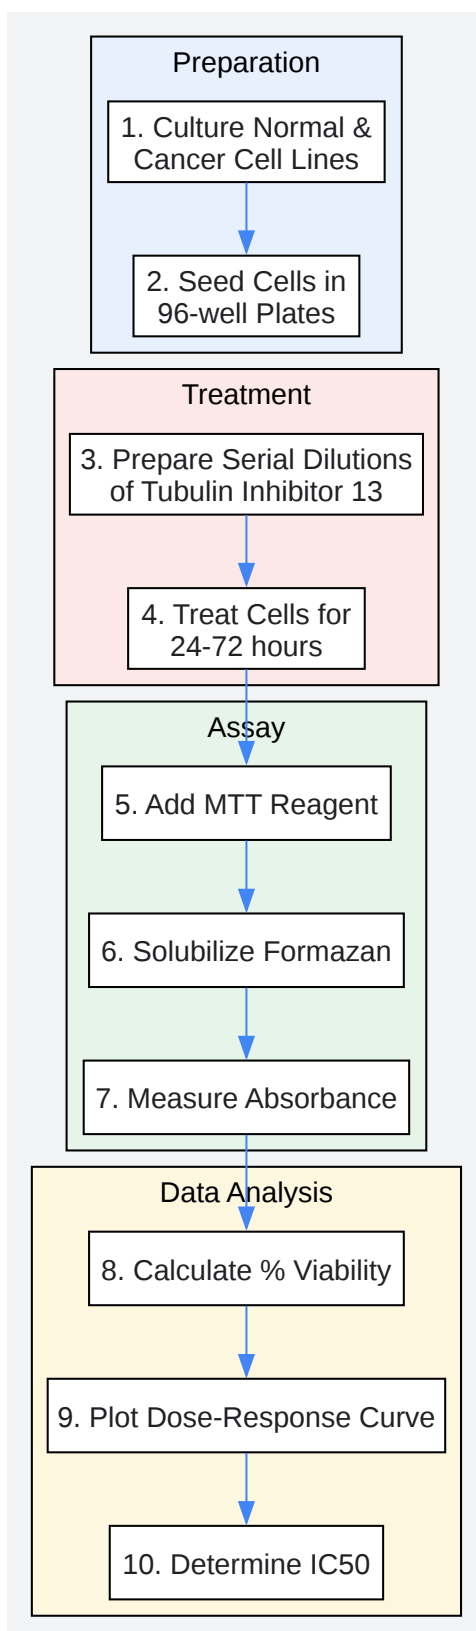 Preparation
1. Culture Normal &
Cancer Cell Lines
2. Seed Cells in
96-well Plates
Treatment
3. Prepare Serial Dilutions
of Tubulin Inhibitor 13
4. Treat Cells for
24-72 hours
Assay
5. Add MTT Reagent
6. Solubilize Formazan
7. Measure Absorbance
Data Analysis
8. Calculate % Viability
9. Plot Dose-Response Curve
10. Determine IC50